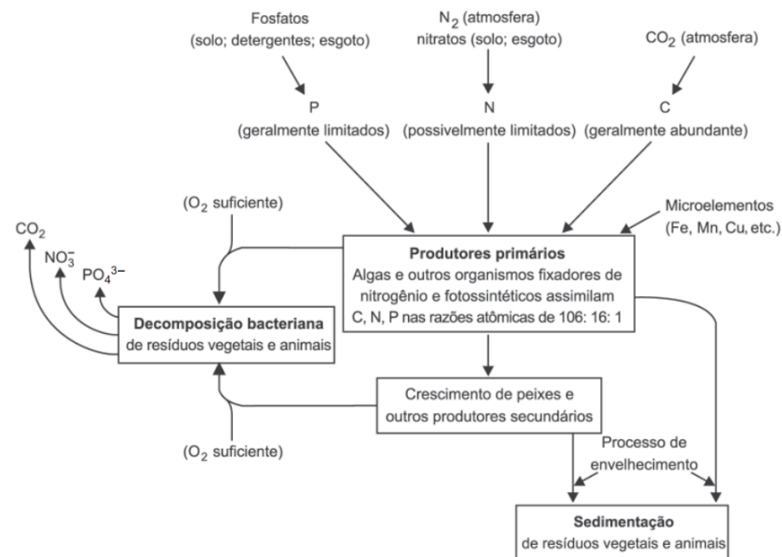 Fosfatos
(solo; detergentes; esgoto)
N₂ (atmosfera)
nitratos (solo; esgoto)
CO₂ (atmosfera)
P
(geralmente limitados)
N
(possivelmente limitados)
C
(geralmente abundante)
Microelementos
(Fe, Mn, Cu, etc.)
(O₂ suficiente)
CO₂
NO₃⁻
PO₄³⁻
Produtores primários
Algas e outros organismos fixadores de
nitrogênio e fotossintéticos assimilam
C, N, P nas razões atômicas de 106: 16: 1
Decomposição bacteriana
de resíduos vegetais e animais
Crescimento de peixes e
outros produtores secundários
(O₂ suficiente)
Processo de
envelhecimento
Sedimentação
de resíduos vegetais e animais